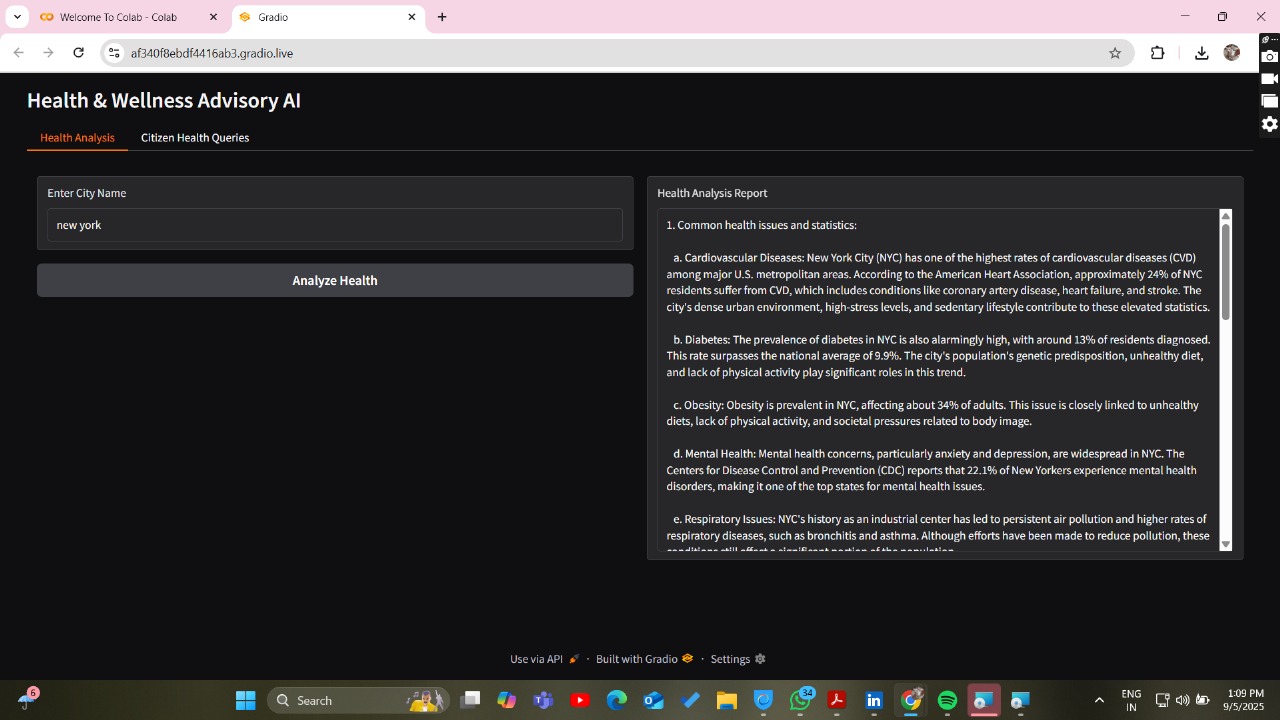 Welcome To Colab - Colab
Gradio
af340f8ebdf4416ab3.gradio.live
Health & Wellness Advisory AI
Health Analysis
Citizen Health Queries
Enter City Name
new york
Analyze Health
Health Analysis Report
1. Common health issues and statistics:
a. Cardiovascular Diseases: New York City (NYC) has one of the highest rates of cardiovascular diseases (CVD)
among major U.S. metropolitan areas. According to the American Heart Association, approximately 24% of NYC
residents suffer from CVD, which includes conditions like coronary artery disease, heart failure, and stroke. The
city's dense urban environment, high-stress levels, and sedentary lifestyle contribute to these elevated statistics.
b. Diabetes: The prevalence of diabetes in NYC is also alarmingly high, with around 13% of residents diagnosed.
This rate surpasses the national average of 9.9%. The city's population's genetic predisposition, unhealthy diet,
and lack of physical activity play significant roles in this trend.
c. Obesity: Obesity is prevalent in NYC, affecting about 34% of adults. This issue is closely linked to unhealthy
diets, lack of physical activity, and societal pressures related to body image.
d. Mental Health: Mental health concerns, particularly anxiety and depression, are widespread in NYC. The
Centers for Disease Control and Prevention (CDC) reports that 22.1% of New Yorkers experience mental health
disorders, making it one of the top states for mental health issues.
e. Respiratory Issues: NYC's history as an industrial center has led to persistent air pollution and higher rates of
respiratory diseases, such as bronchitis and asthma. Although efforts have been made to reduce pollution, these
conditions still affect a significant portion of the population.
Use via API · Built with Gradio · Settings
6
Search
34
ENG
IN
1:09 PM
9/5/2025